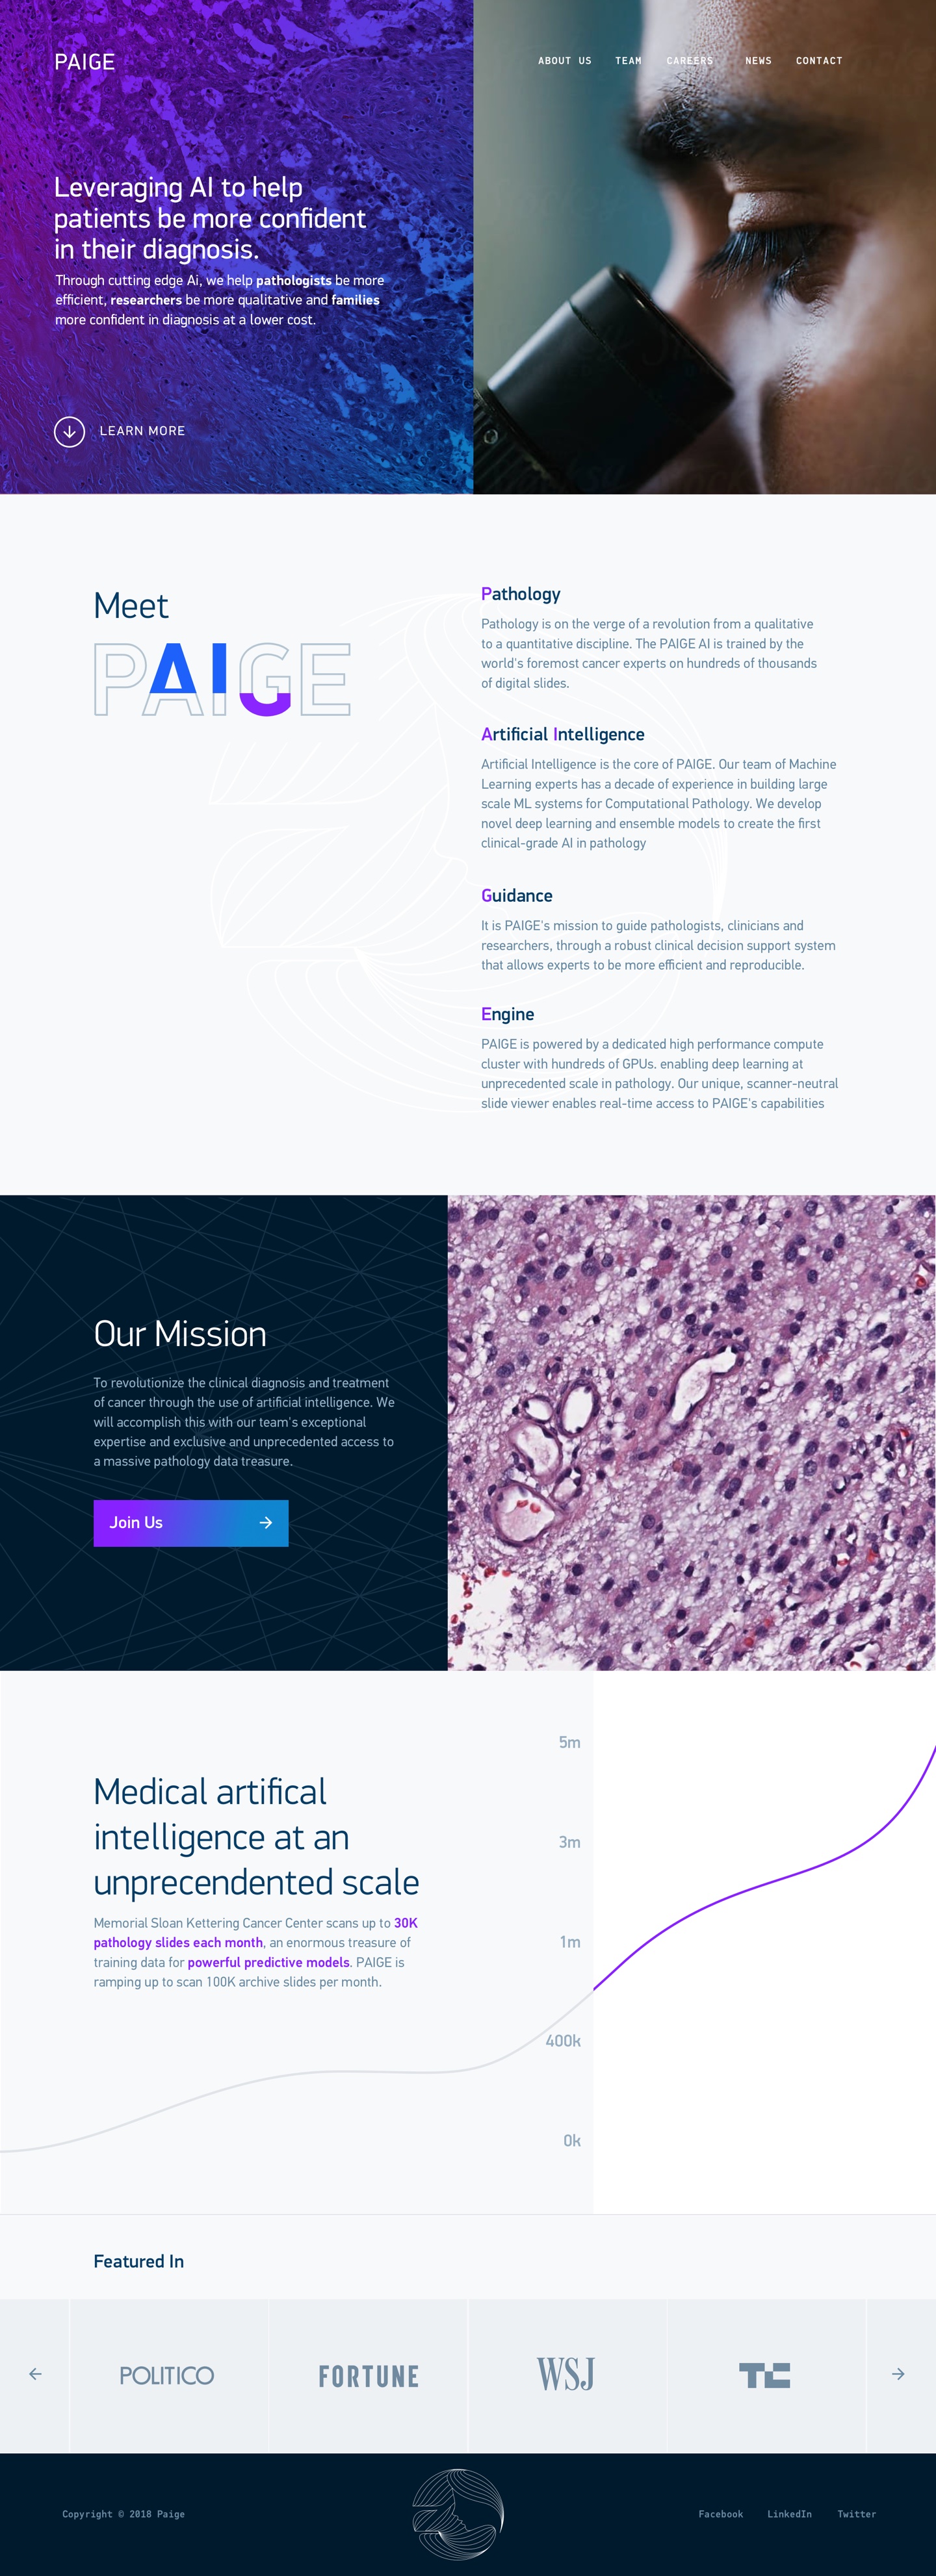 PAIGE
ABOUT US TEAM CAREERS NEWS CONTACT
Leveraging AI to help
patients be more confident
in their diagnosis.
Through cutting edge Ai, we help pathologists be more
efficient, researchers be more qualitative and families
more confident in diagnosis at a lower cost.
LEARN MORE
Meet
PAIGE
Pathology
Pathology is on the verge of a revolution from a qualitative
to a quantitative discipline. The PAIGE AI is trained by the
world's foremost cancer experts on hundreds of thousands
of digital slides.
Artificial Intelligence
Artificial Intelligence is the core of PAIGE. Our team of Machine
Learning experts has a decade of experience in building large
scale ML systems for Computational Pathology. We develop
novel deep learning and ensemble models to create the first
clinical-grade AI in pathology
Guidance
It is PAIGE's mission to guide pathologists, clinicians and
researchers, through a robust clinical decision support system
that allows experts to be more efficient and reproducible.
Engine
PAIGE is powered by a dedicated high performance compute
cluster with hundreds of GPUs. enabling deep learning at
unprecedented scale in pathology. Our unique, scanner-neutral
slide viewer enables real-time access to PAIGE's capabilities
Our Mission
To revolutionize the clinical diagnosis and treatment
of cancer through the use of artificial intelligence. We
will accomplish this with our team's exceptional
expertise and exclusive and unprecedented access to
a massive pathology data treasure.
Join Us
Medical artifical
intelligence at an
unprecendented scale
Memorial Sloan Kettering Cancer Center scans up to 30K
pathology slides each month, an enormous treasure of
training data for powerful predictive models. PAIGE is
ramping up to scan 100K archive slides per month.
5m
3m
1m
400k
0k
Featured In
POLITICO FORTUNE WSJ TC
Copyright © 2018 Paige
Facebook LinkedIn Twitter